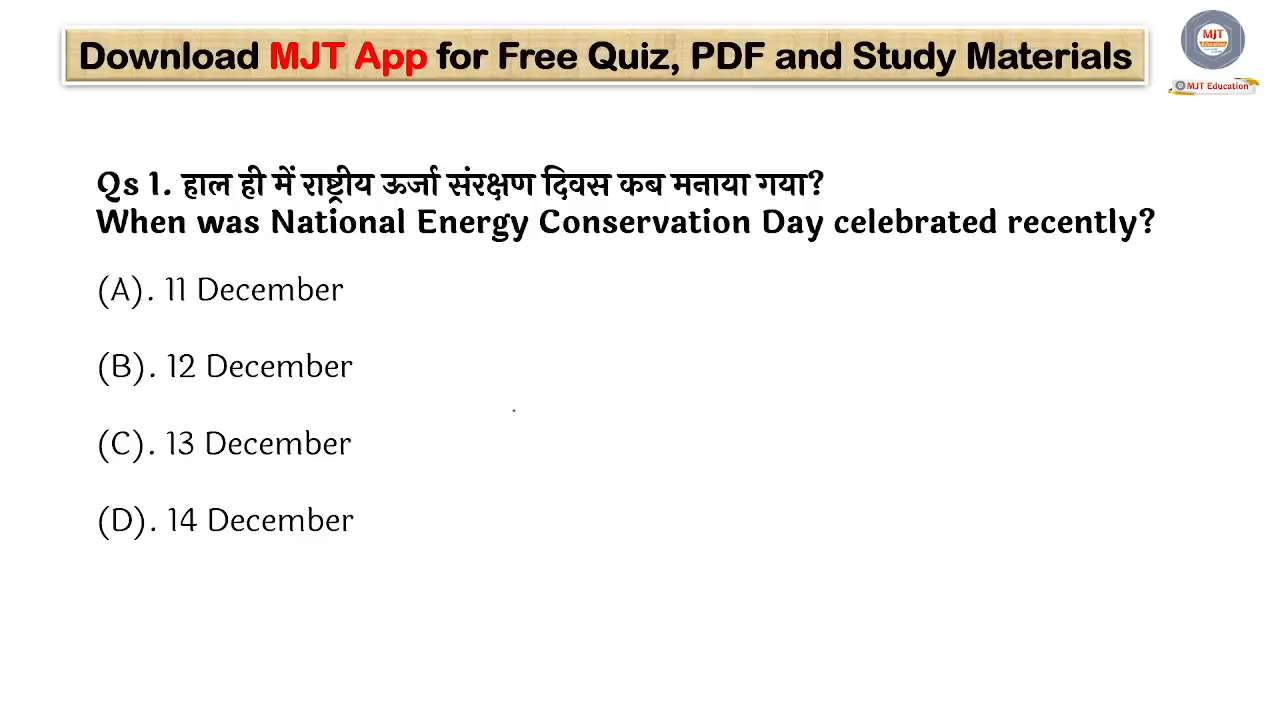 Download MJT App for Free Quiz, PDF and Study Materials
MJT
Education
MJT Education
Qs 1. हाल ही में राष्ट्रीय ऊर्जा संरक्षण दिवस कब मनाया गया?
When was National Energy Conservation Day celebrated recently?
(A). 11 December
(B). 12 December
(C). 13 December
(D). 14 December